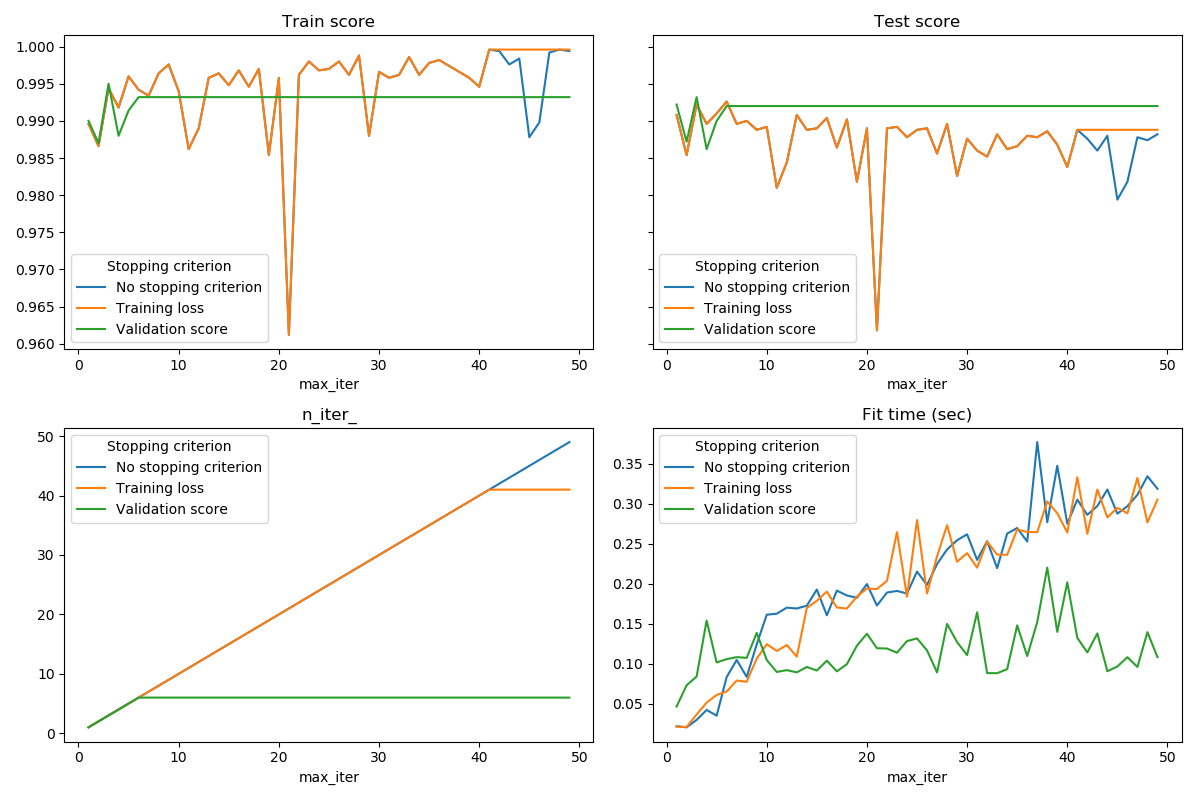 Train score
1.000
0.995
0.990
0.985
0.980
0.975
0.970
0.965
0.960
Stopping criterion
No stopping criterion
Training loss
Validation score
0 10 20 30 40 50
max_iter
Test score
Stopping criterion
No stopping criterion
Training loss
Validation score
0 10 20 30 40 50
max_iter
n_iter_
50
40
30
20
10
0
Stopping criterion
No stopping criterion
Training loss
Validation score
0 10 20 30 40 50
max_iter
Fit time (sec)
0.35
0.30
0.25
0.20
0.15
0.10
0.05
Stopping criterion
No stopping criterion
Training loss
Validation score
0 10 20 30 40 50
max_iter